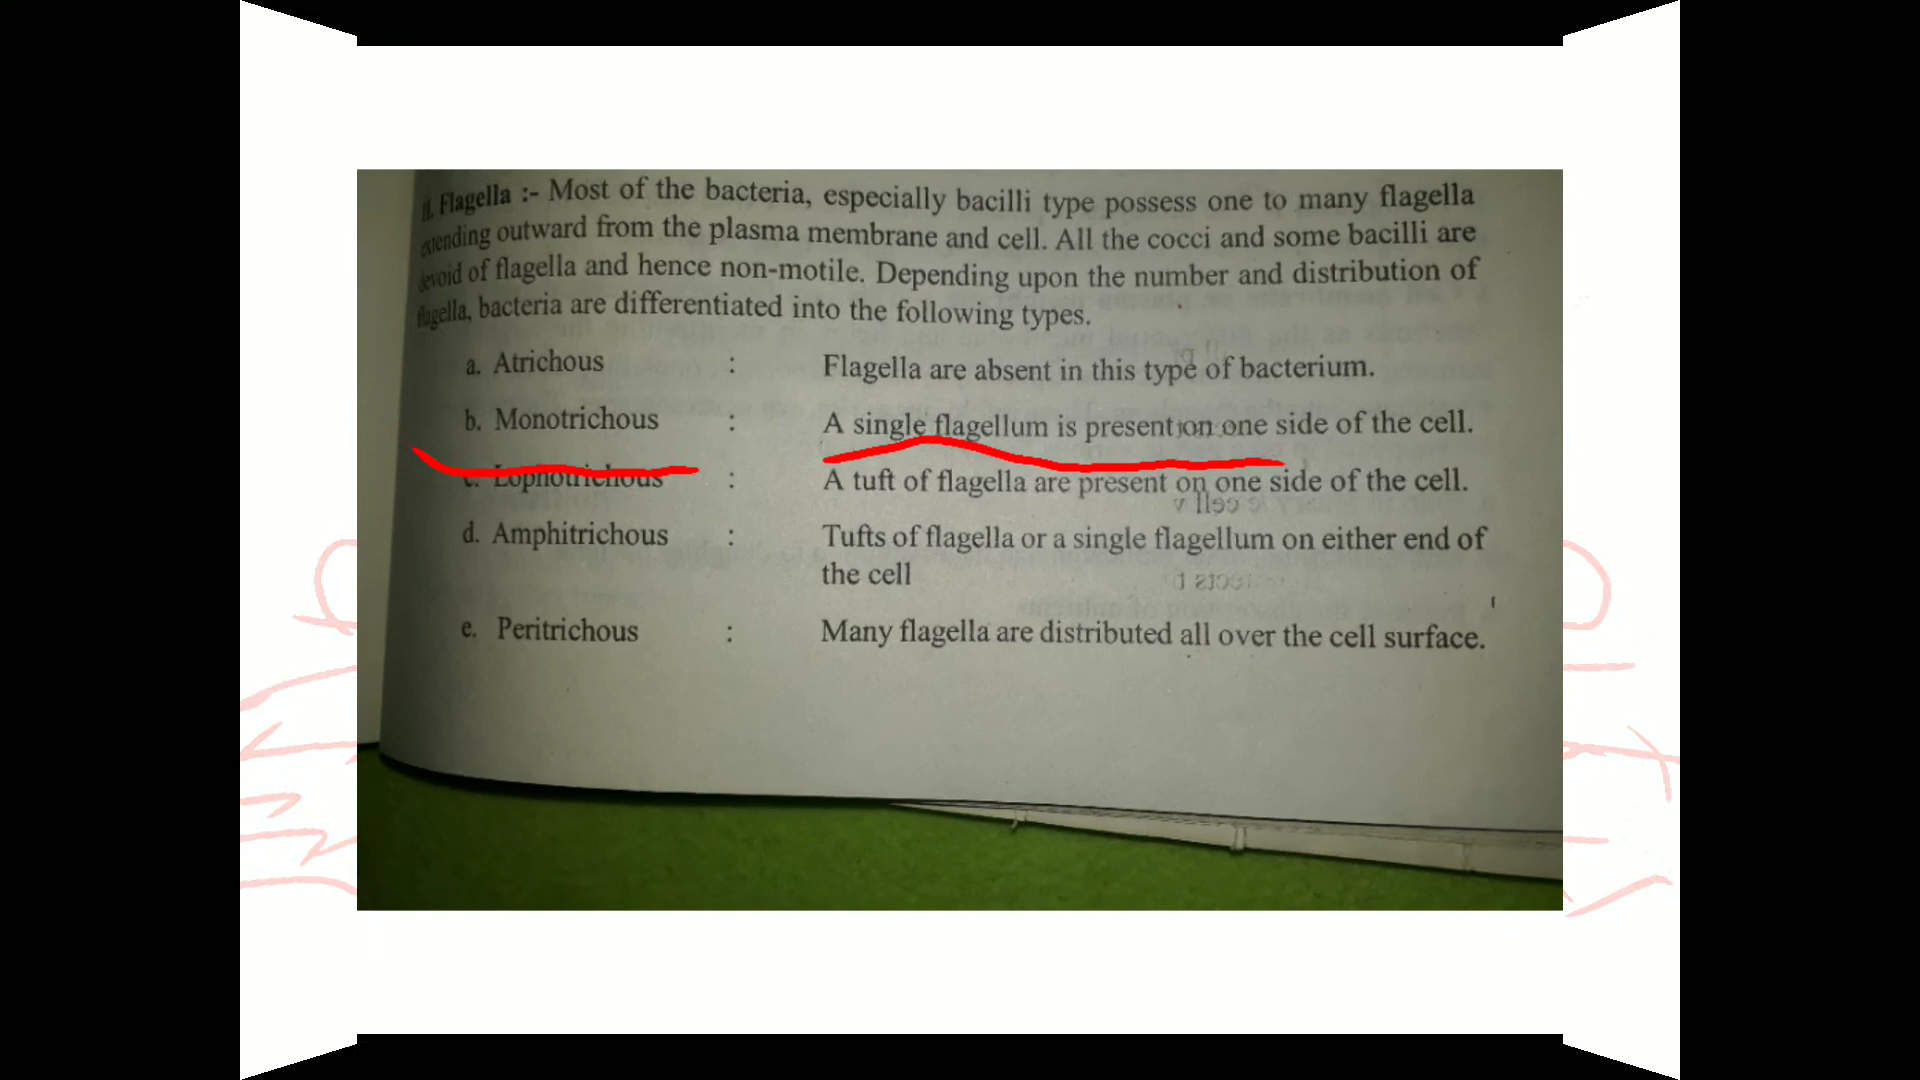 ii. Flagella :- Most of the bacteria, especially bacilli type possess one to many flagella
extending outward from the plasma membrane and cell. All the cocci and some bacilli are
devoid of flagella and hence non-motile. Depending upon the number and distribution of
flagella, bacteria are differentiated into the following types.
a. Atrichous : Flagella are absent in this type of bacterium.
b. Monotrichous : A single flagellum is present on one side of the cell.
c. Lophotrichous : A tuft of flagella are present on one side of the cell.
d. Amphitrichous : Tufts of flagella or a single flagellum on either end of
the cell
e. Peritrichous : Many flagella are distributed all over the cell surface.